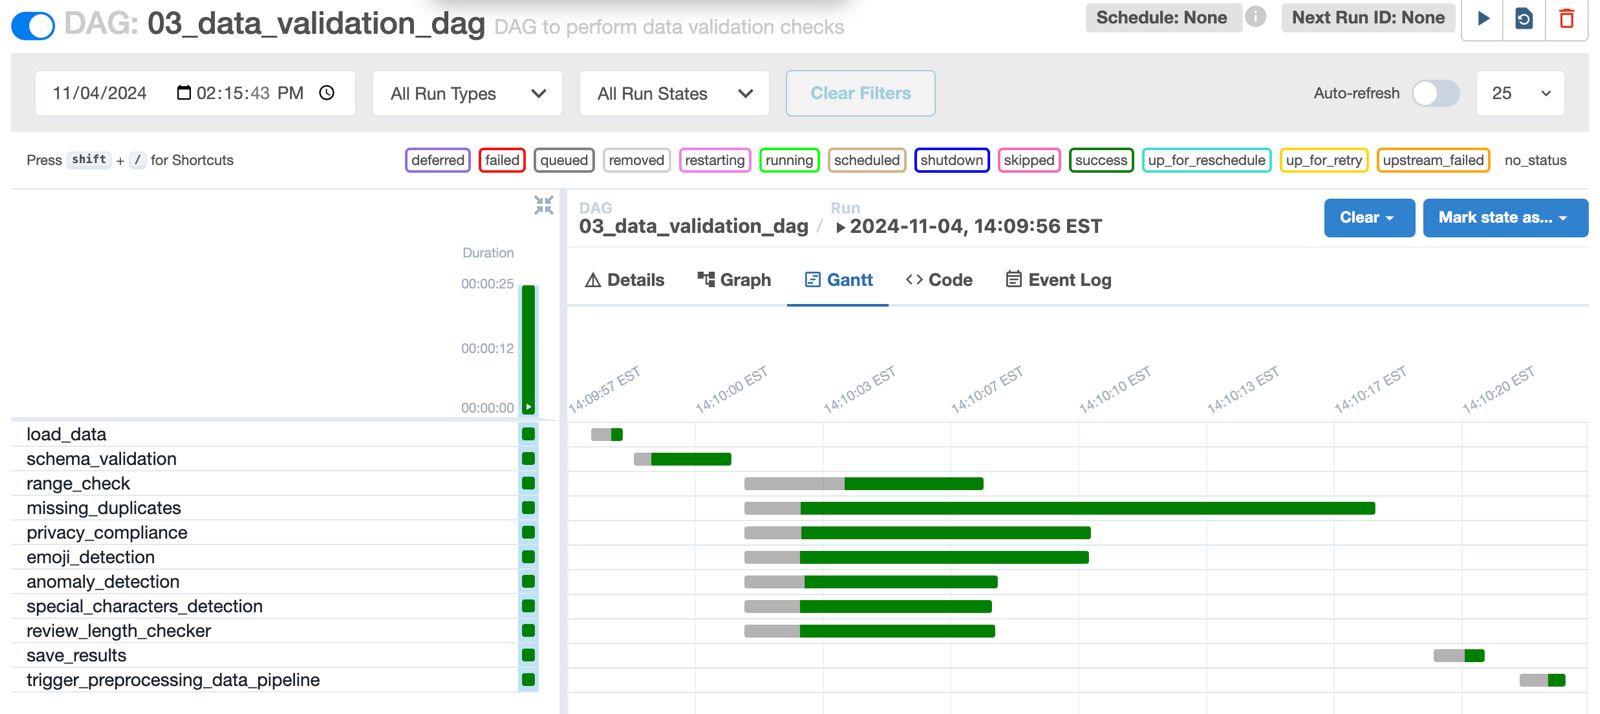 DAG: 03_data_validation_dag DAG to perform data validation checks Schedule: None Next Run ID: None
11/04/2024 02:15:43 PM All Run Types All Run States Clear Filters Auto-refresh 25
Press shift + / for Shortcuts deferred failed queued removed restarting running scheduled shutdown skipped success up_for_reschedule up_for_retry upstream_failed no_status
DAG Run
03_data_validation_dag / 2024-11-04, 14:09:56 EST Clear Mark state as...
Details Graph Gantt Code Event Log
Duration
00:00:25
00:00:12
00:00:00
14:09:57 EST 14:10:00 EST 14:10:03 EST 14:10:07 EST 14:10:10 EST 14:10:13 EST 14:10:17 EST 14:10:20 EST
load_data
schema_validation
range_check
missing_duplicates
privacy_compliance
emoji_detection
anomaly_detection
special_characters_detection
review_length_checker
save_results
trigger_preprocessing_data_pipeline